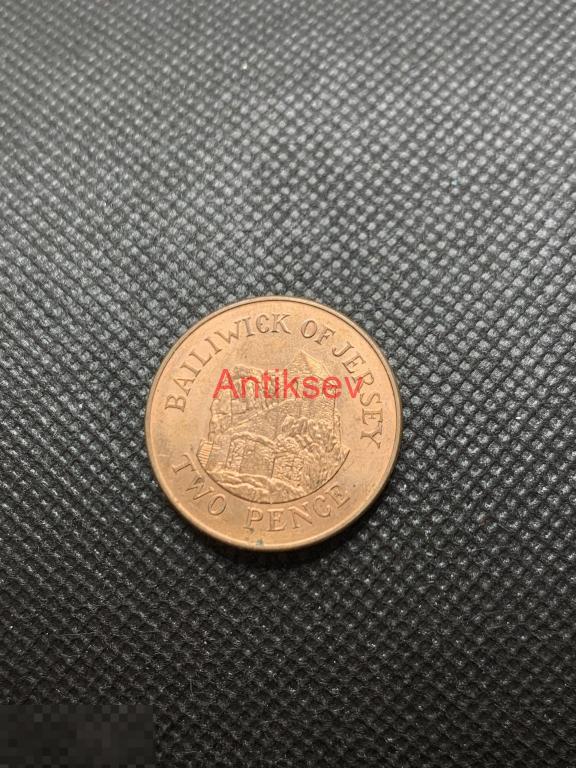 BAILIWICK OF JERSEY
Antiksev
TWO PENCE